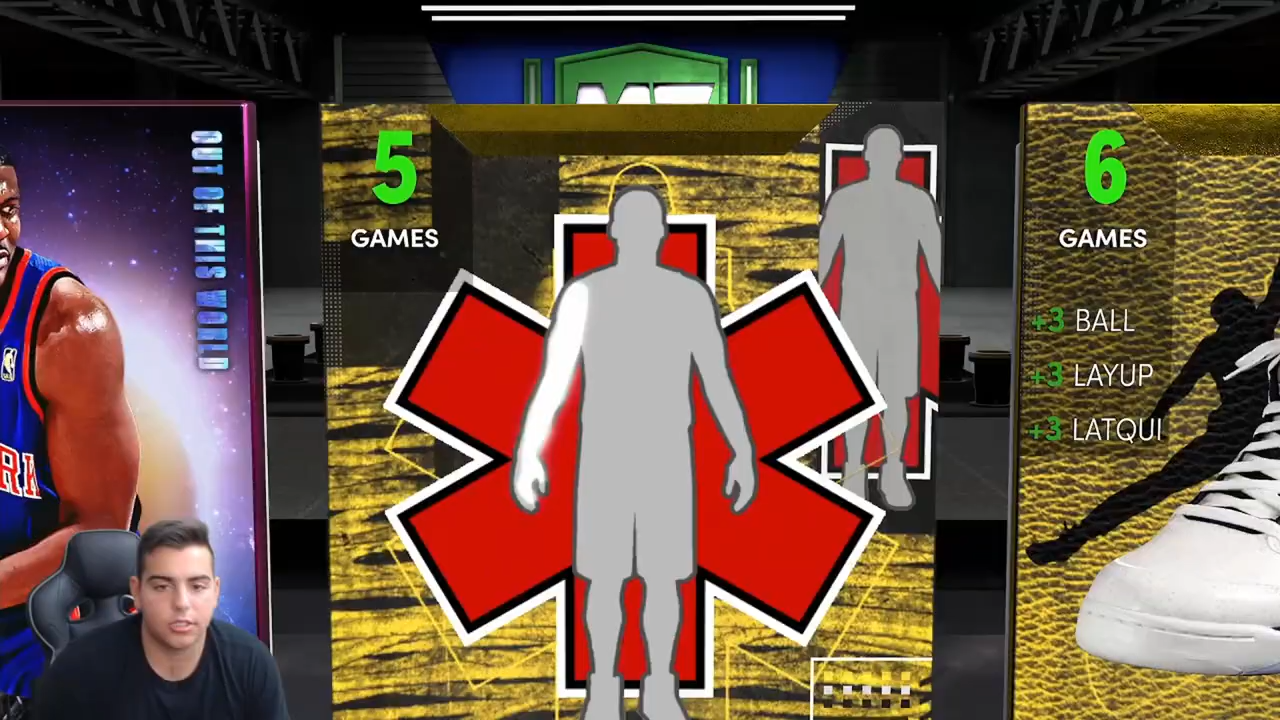 OUT OF THIS WORLD
5
GAMES
6
GAMES
+3 BALL
+3 LAYUP
+3 LATQUI